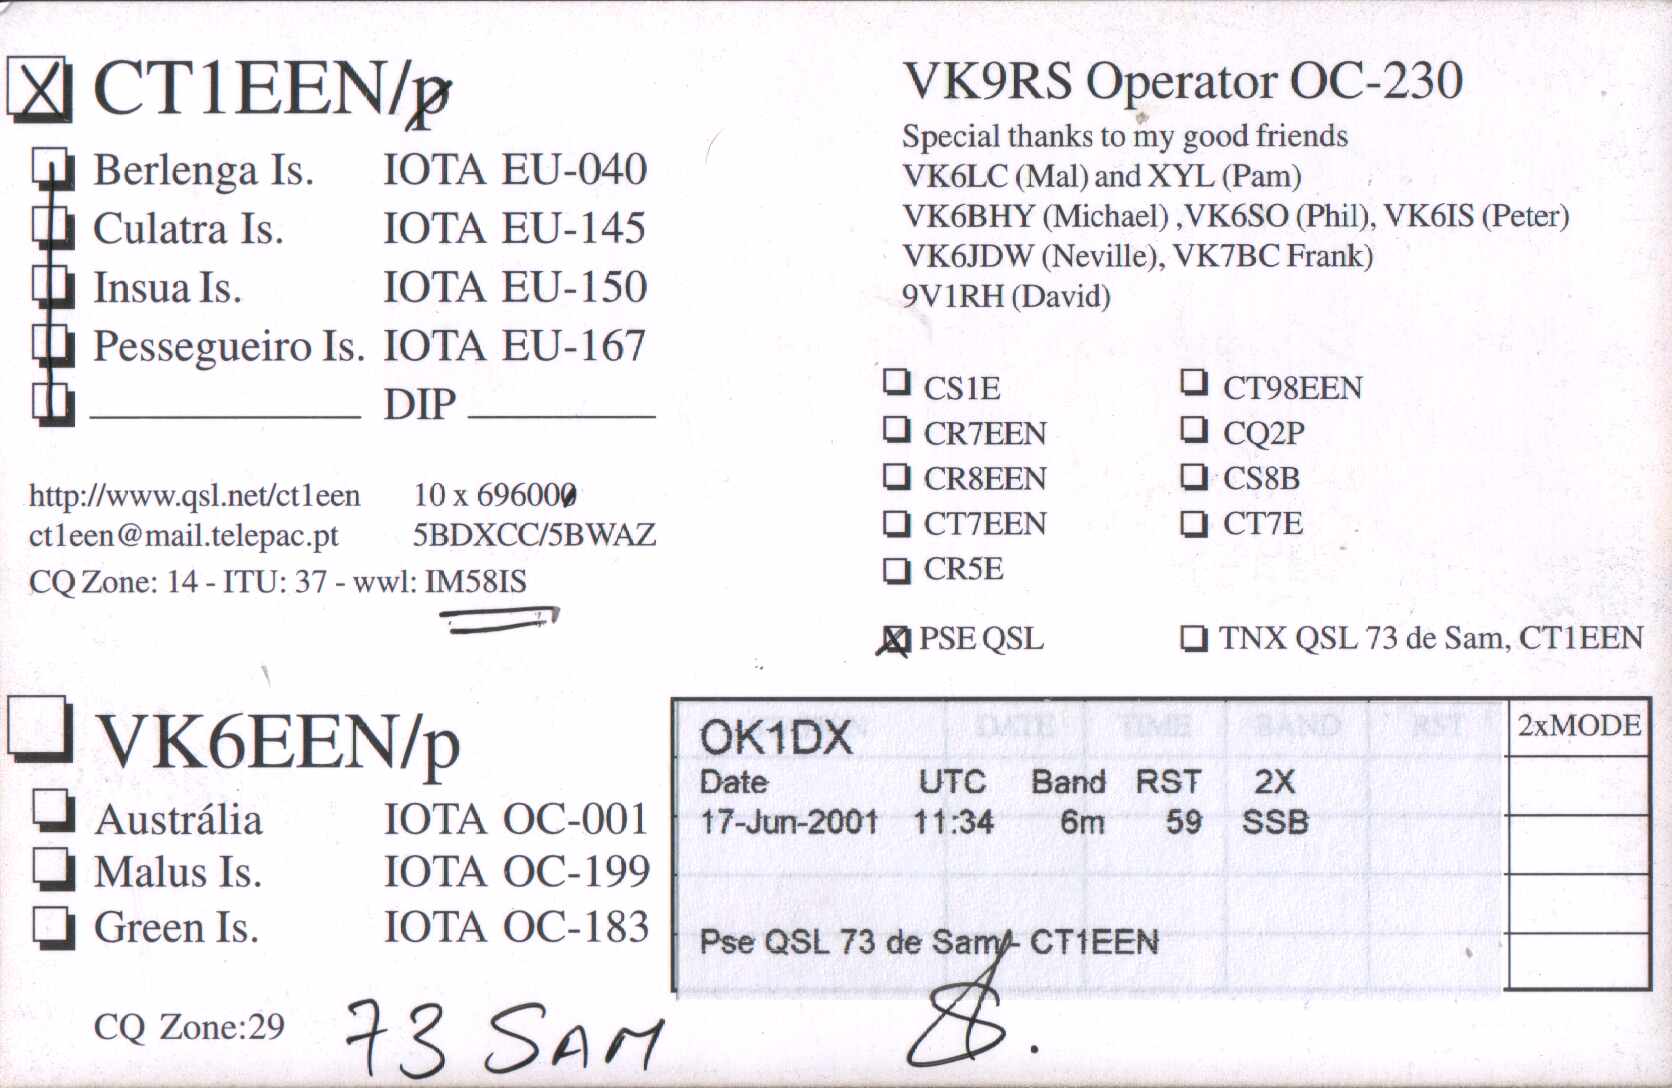 CT1EEN/p
Berlenga Is. IOTA EU-040
Culatra Is. IOTA EU-145
Insua Is. IOTA EU-150
Pessegueiro Is. IOTA EU-167
DIP
http://www.qsl.net/ct1een 10 x 696000
ct1een@mail.telepac.pt 5BDXCC/5BWAZ
CQ Zone: 14 - ITU: 37 - wwl: IM58IS
VK9RS Operator OC-230
Special thanks to my good friends
VK6LC (Mal) and XYL (Pam)
VK6BHY (Michael) ,VK6SO (Phil), VK6IS (Peter)
VK6JDW (Neville), VK7BC Frank)
9V1RH (David)
CS1E CT98EEN
CR7EEN CQ2P
CR8EEN CS8B
CT7EEN CT7E
CR5E
PSE QSL TNX QSL 73 de Sam, CT1EEN
VK6EEN/p
Austrália IOTA OC-001
Malus Is. IOTA OC-199
Green Is. IOTA OC-183
CQ Zone:29
DATE TIME BAND RST 2xMODE
OK1DX
Date UTC Band RST 2X
17-Jun-2001 11:34 6m 59 SSB
Pse QSL 73 de Sam - CT1EEN
73 SAM